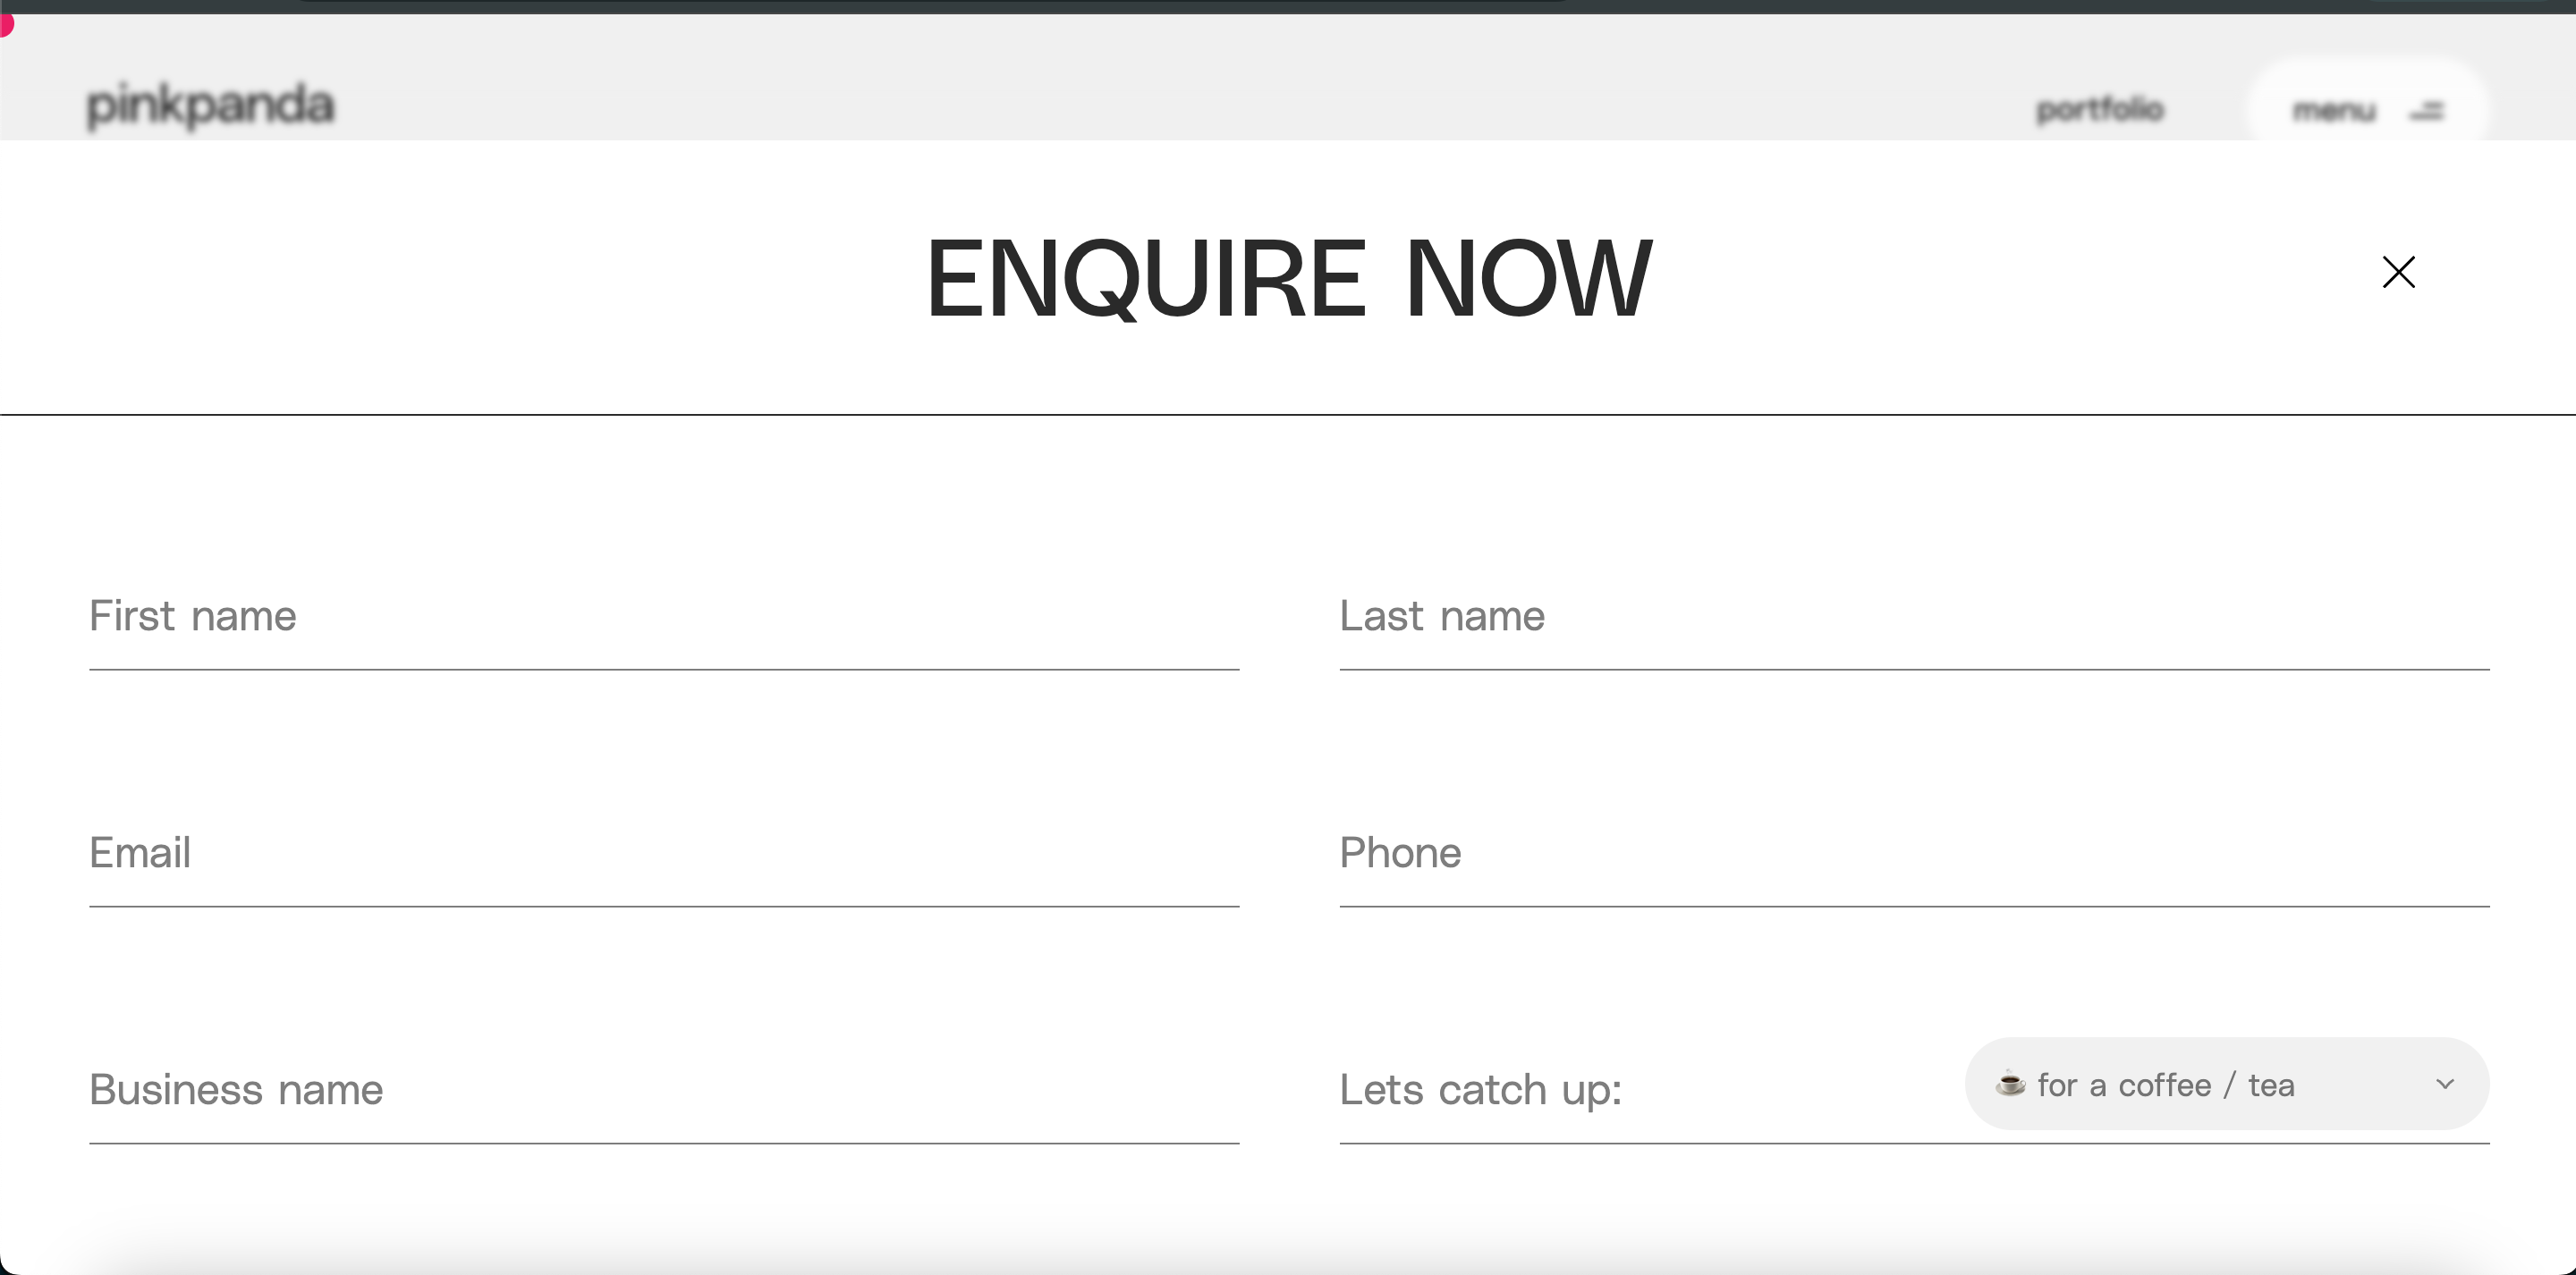 pinkpanda
portfolio
menu
ENQUIRE NOW
First name
Last name
Email
Phone
Business name
Lets catch up:
☕ for a coffee / tea